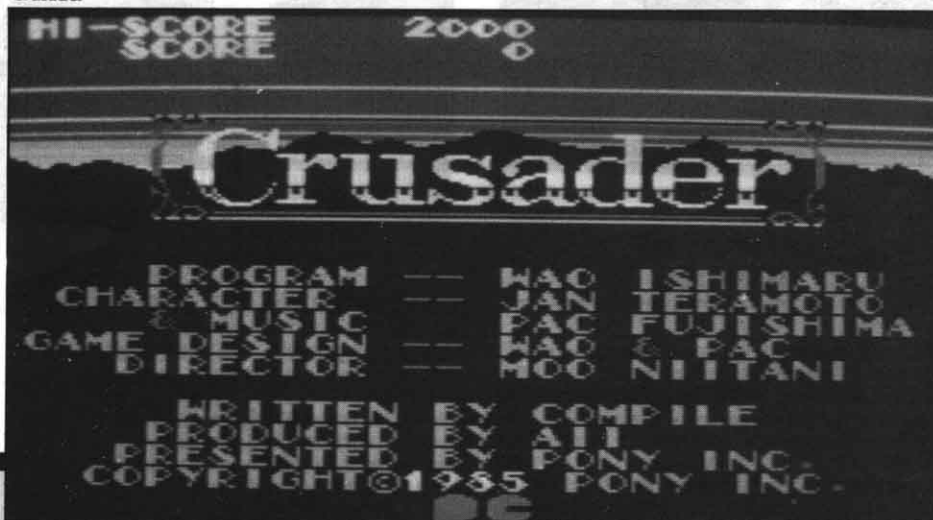 HI-SCORE 2000
SCORE 0
Crusader
PROGRAM -- WAO ISHIMARU
CHARACTER -- JAN TERAMOTO
& MUSIC PAC FUJISHIMA
GAME DESIGN -- WAO & PAC
DIRECTOR -- MOO NIITANI
WRITTEN BY COMPILE
PRODUCED BY AII
PRESENTED BY PONY INC.
COPYRIGHT©1985 PONY INC.